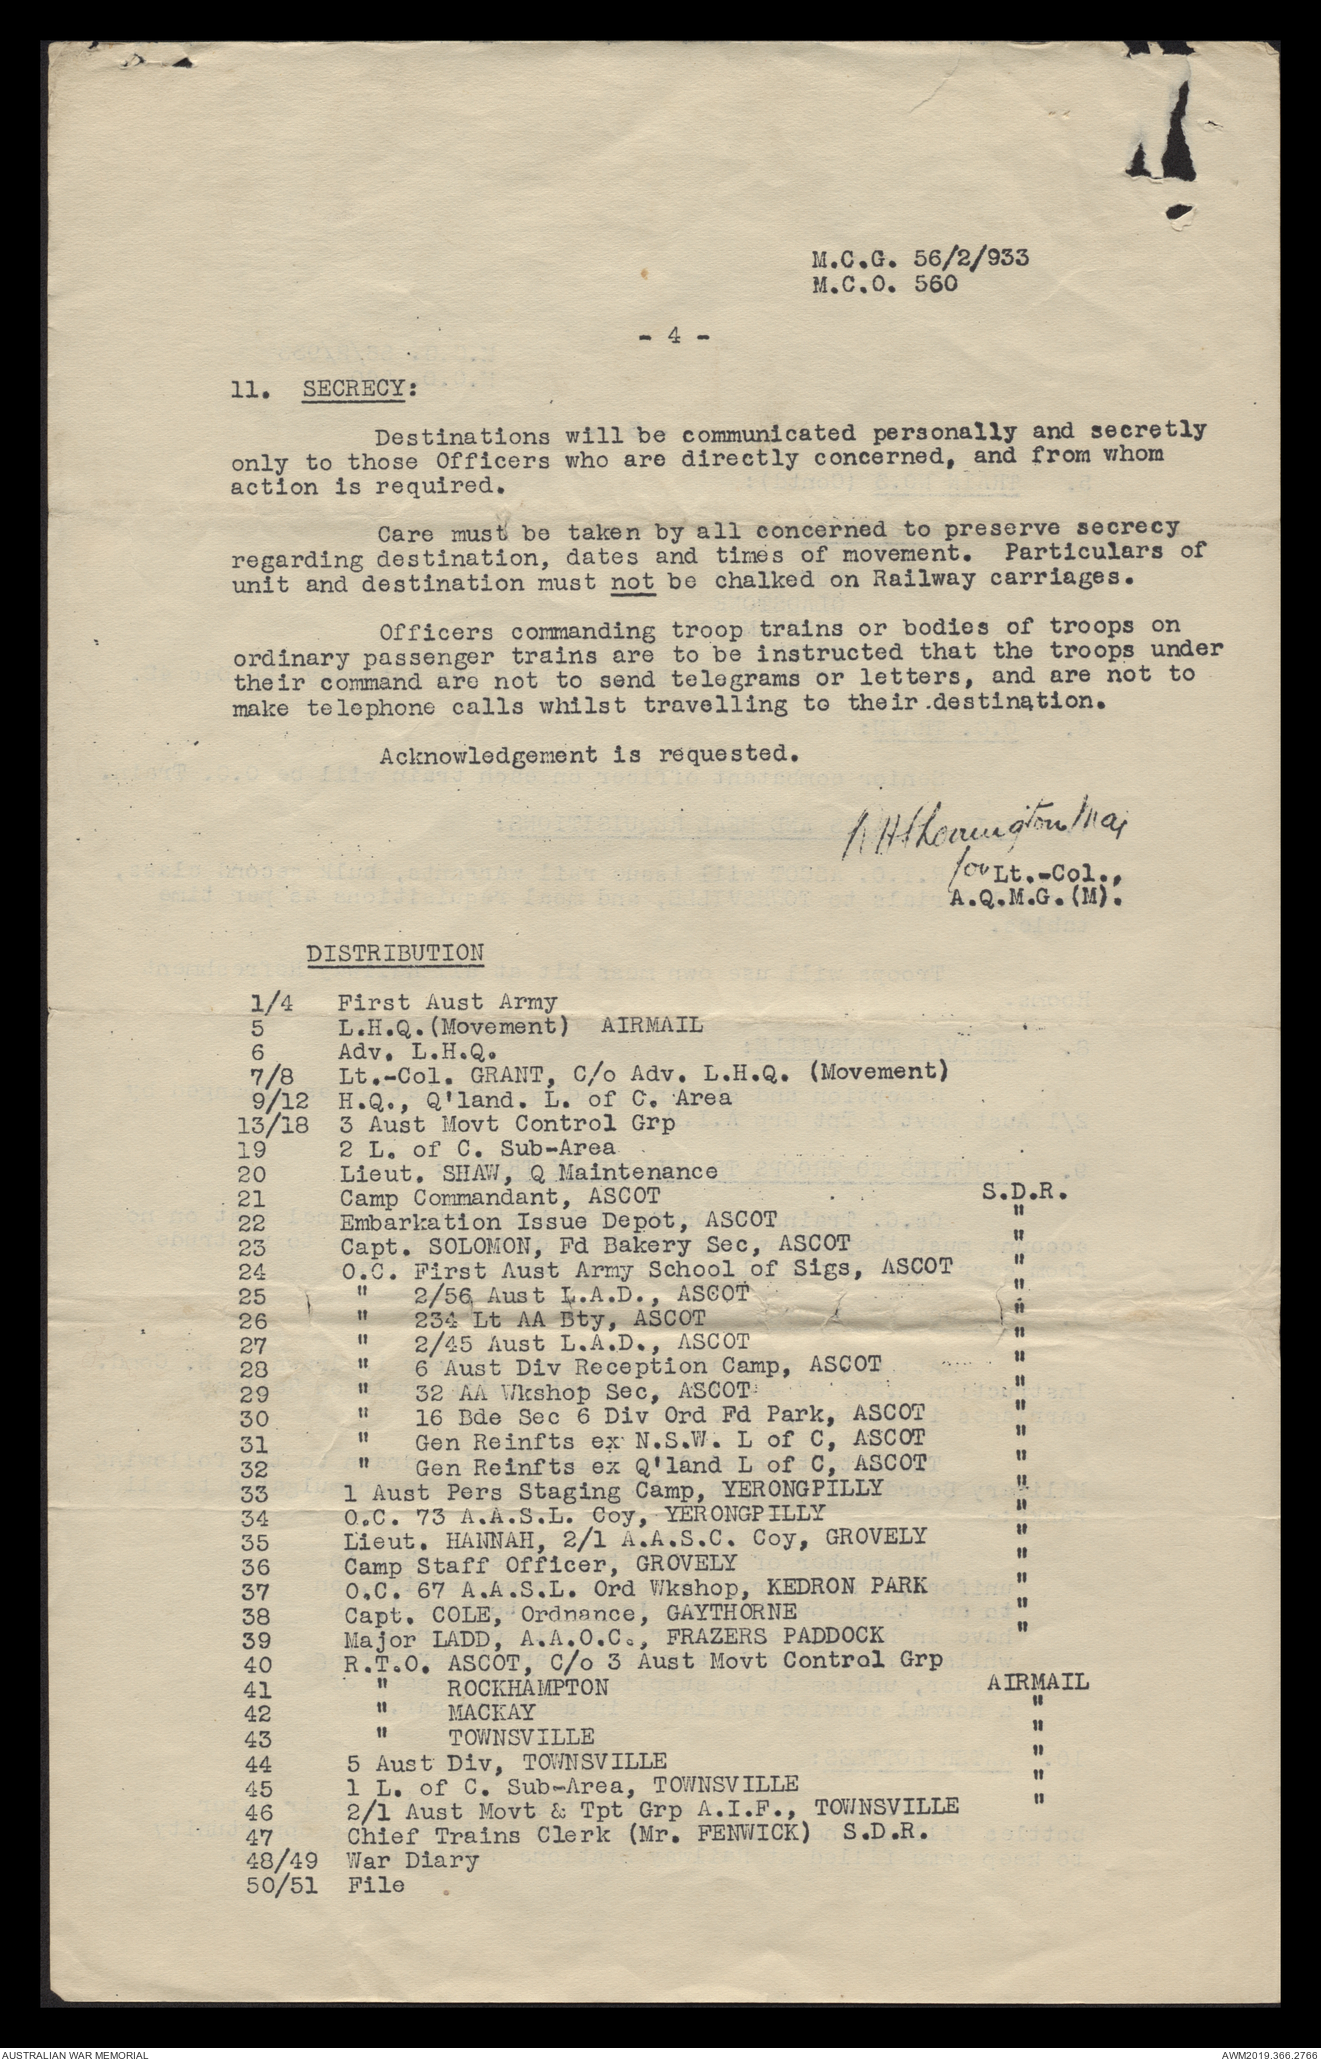 M.C.G. 56/2/933
M.C.O. 560
- 4 -
11. SECRECY:
Destinations will be communicated personally and secretly
only to those Officers who are directly concerned, and from whom
action is required.
Care must be taken by all concerned to preserve secrecy
regarding destination, dates and times of movement. Particulars of
unit and destination must not be chalked on Railway carriages.
Officers commanding troop trains or bodies of troops on
ordinary passenger trains are to be instructed that the troops under
their command are not to send telegrams or letters, and are not to
make telephone calls whilst travelling to their destination.
Acknowledgement is requested.
Maj
for Lt.-Col.,
A.Q.M.G.(M).
DISTRIBUTION
1/4 First Aust Army
5 L.H.Q.(Movement) AIRMAIL
6 Adv. L.H.Q.
7/8 Lt.-Col. GRANT, C/o Adv. L.H.Q. (Movement)
9/12 H.Q., Q'land. L. of C. Area
13/18 3 Aust Movt Control Grp
19 2 L. of C. Sub-Area
20 Lieut. SHAW, Q Maintenance
21 Camp Commandant, ASCOT S.D.R.
22 Embarkation Issue Depot, ASCOT "
23 Capt. SOLOMON, Fd Bakery Sec, ASCOT "
24 O.C. First Aust Army School of Sigs, ASCOT "
25 " 2/56 Aust L.A.D., ASCOT "
26 " 234 Lt AA Bty, ASCOT "
27 " 2/45 Aust L.A.D., ASCOT "
28 " 6 Aust Div Reception Camp, ASCOT "
29 " 32 AA Wkshop Sec, ASCOT "
30 " 16 Bde Sec 6 Div Ord Fd Park, ASCOT "
31 " Gen Reinfts ex N.S.W. L of C, ASCOT "
32 " Gen Reinfts ex Q'land L of C, ASCOT "
33 1 Aust Pers Staging Camp, YERONGPILLY "
34 O.C. 73 A.A.S.L. Coy, YERONGPILLY "
35 Lieut. HANNAH, 2/1 A.A.S.C. Coy, GROVELY "
36 Camp Staff Officer, GROVELY "
37 O.C. 67 A.A.S.L. Ord Wkshop, KEDRON PARK "
38 Capt. COLE, Ordnance, GAYTHORNE "
39 Major LADD, A.A.O.C., FRAZERS PADDOCK "
40 R.T.O. ASCOT, C/o 3 Aust Movt Control Grp
41 " ROCKHAMPTON AIRMAIL
42 " MACKAY "
43 " TOWNSVILLE "
44 5 Aust Div, TOWNSVILLE "
45 1 L. of C. Sub-Area, TOWNSVILLE "
46 2/1 Aust Movt & Tpt Grp A.I.F., TOWNSVILLE "
47 Chief Trains Clerk (Mr. FENWICK) S.D.R.
48/49 War Diary
50/51 File
AUSTRALIAN WAR MEMORIAL AWM2019.366.2766